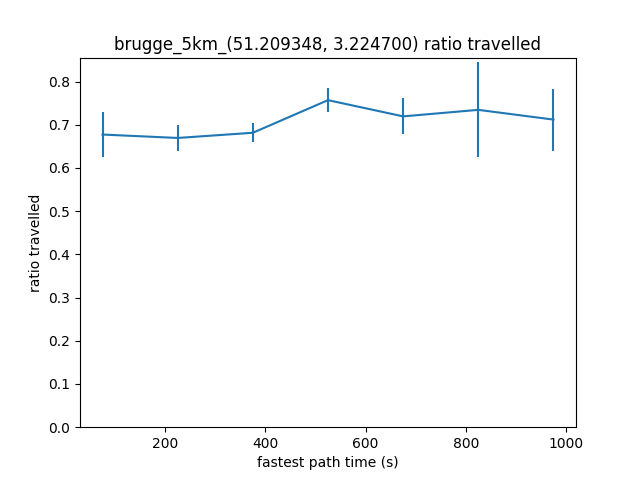 brugge_5km_(51.209348, 3.224700) ratio travelled
ratio travelled
0.8
0.7
0.6
0.5
0.4
0.3
0.2
0.1
0.0
200 400 600 800 1000
fastest path time (s)